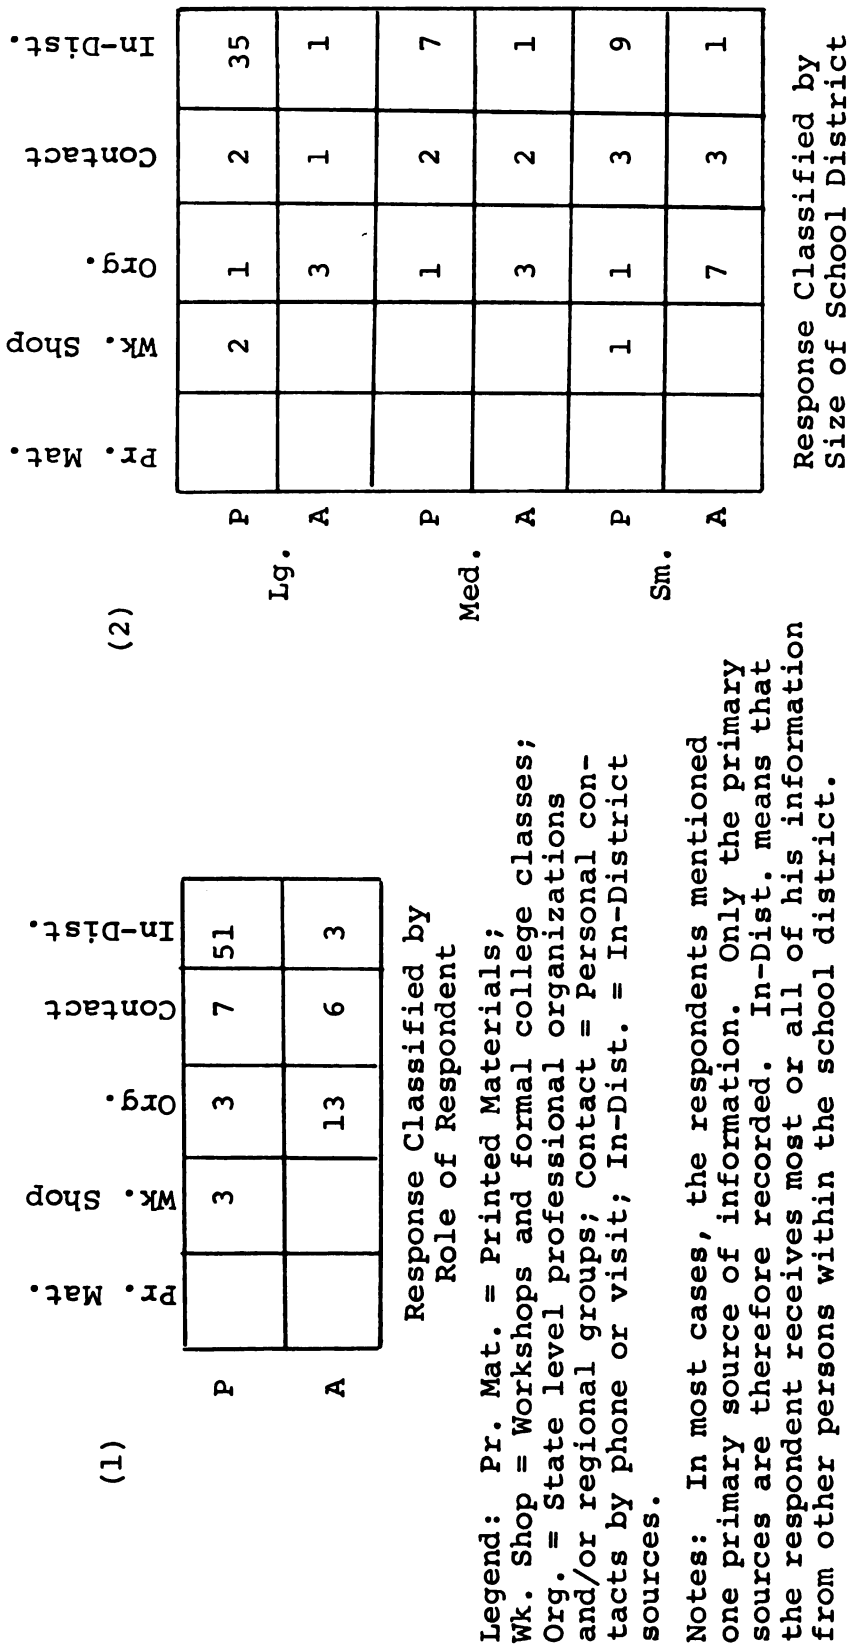 (1)
Pr. Mat. Wk. Shop Org. Contact In-Dist.
P 3 3 7 51
A 13 6 3
Response Classified by
Role of Respondent
(2)
Pr. Mat. Wk. Shop Org. Contact In-Dist.
Lg.
P 2 1 2 35
A 3 1 1
Med.
P 1 2 7
A 3 2 1
Sm.
P 1 1 3 9
A 7 3 1
Response Classified by
Size of School District
Legend: Pr. Mat. = Printed Materials;
Wk. Shop = Workshops and formal college classes;
Org. = State level professional organizations
and/or regional groups; Contact = Personal con-
tacts by phone or visit; In-Dist. = In-District
sources.
Notes: In most cases, the respondents mentioned
one primary source of information. Only the primary
sources are therefore recorded. In-Dist. means that
the respondent receives most or all of his information
from other persons within the school district.